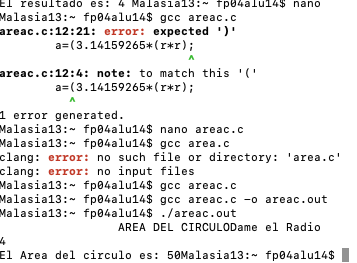 El resultado es: 4 Malasia13:~ fp04alu14$ nano
Malasia13:~ fp04alu14$ gcc areac.c
areac.c:12:21: error: expected ')'
a=(3.14159265*(r*r);
^
areac.c:12:4: note: to match this '('
a=(3.14159265*(r*r);
^
1 error generated.
Malasia13:~ fp04alu14$ nano areac.c
Malasia13:~ fp04alu14$ gcc area.c
clang: error: no such file or directory: 'area.c'
clang: error: no input files
Malasia13:~ fp04alu14$ gcc areac.c
Malasia13:~ fp04alu14$ gcc areac.c -o areac.out
Malasia13:~ fp04alu14$ ./areac.out
AREA DEL CIRCULODame el Radio
4
El Area del circulo es: 50Malasia13:~ fp04alu14$